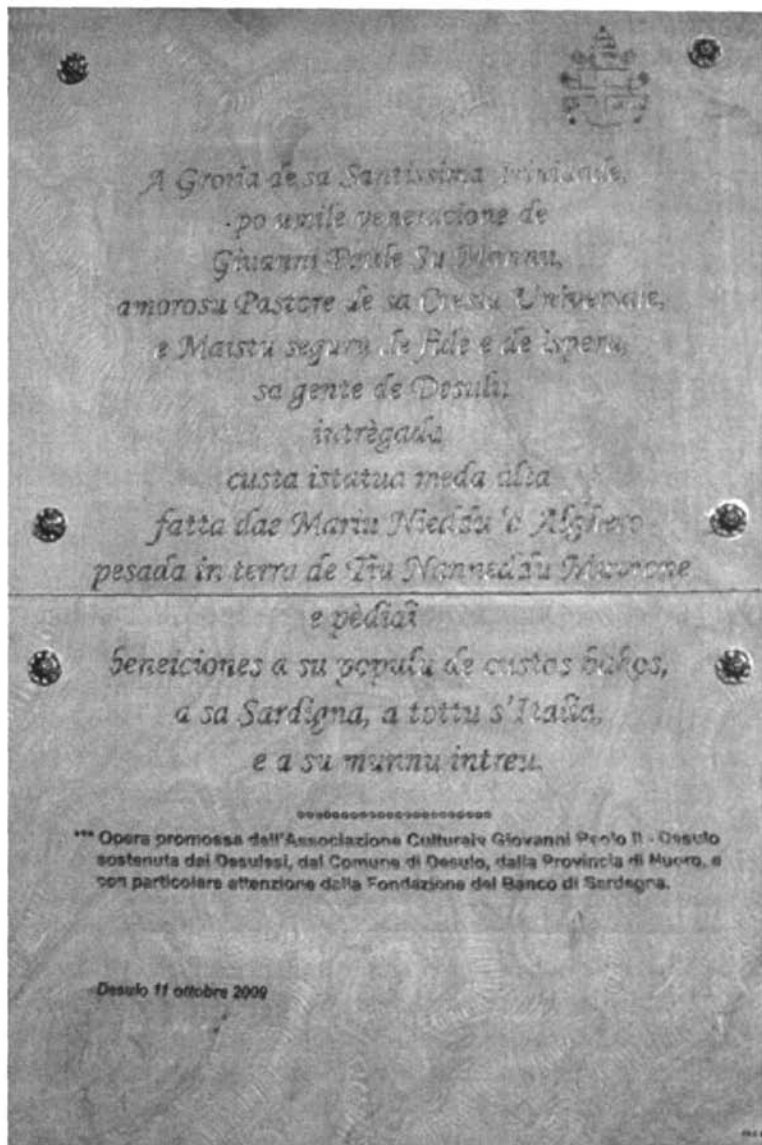 A Groria de sa Santissima Trinidade,
po umile veneracione de
Giuanni Paule Su Mannu,
amorosu Pastore de sa Cresia Universale,
e Maistu seguru de fide e de ispera,
sa gente de Desulu
intrègada
custa istatua meda alta
fatta dae Mariu Nieddu 'e Alghero
pesada in terra de Tiu Nanneddu
e pèdiat
beneiciones a su populu de custos
a sa Sardigna, a tottu s'Italia,
e a su munnu intreu.
*** Opera promossa dall'Associazione Culturale Giovanni Paolo II - Desulo
sostenuta dai Desulesi, dal Comune di Desulo, dalla Provincia di Nuoro, e
con particolare attenzione dalla Fondazione del Banco di Sardegna.
Desulo 11 ottobre 2009